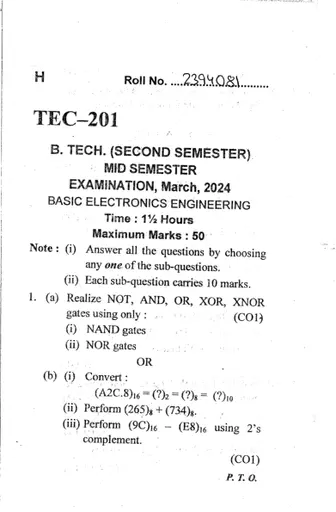 H Roll No. ....2394081.........
TEC–201
B. TECH. (SECOND SEMESTER)
MID SEMESTER
EXAMINATION, March, 2024
BASIC ELECTRONICS ENGINEERING
Time : 1½ Hours
Maximum Marks : 50
Note : (i) Answer all the questions by choosing
any one of the sub-questions.
(ii) Each sub-question carries 10 marks.
1. (a) Realize NOT, AND, OR, XOR, XNOR
gates using only : (CO1)
(i) NAND gates
(ii) NOR gates
OR
(b) (i) Convert :
(A2C.8)₁₆ = (?)₂ = (?)₈ = (?)₁₀
(ii) Perform (265)₈ + (734)₈.
(iii) Perform (9C)₁₆ – (E8)₁₆ using 2's
complement.
(CO1)
P. T. O.